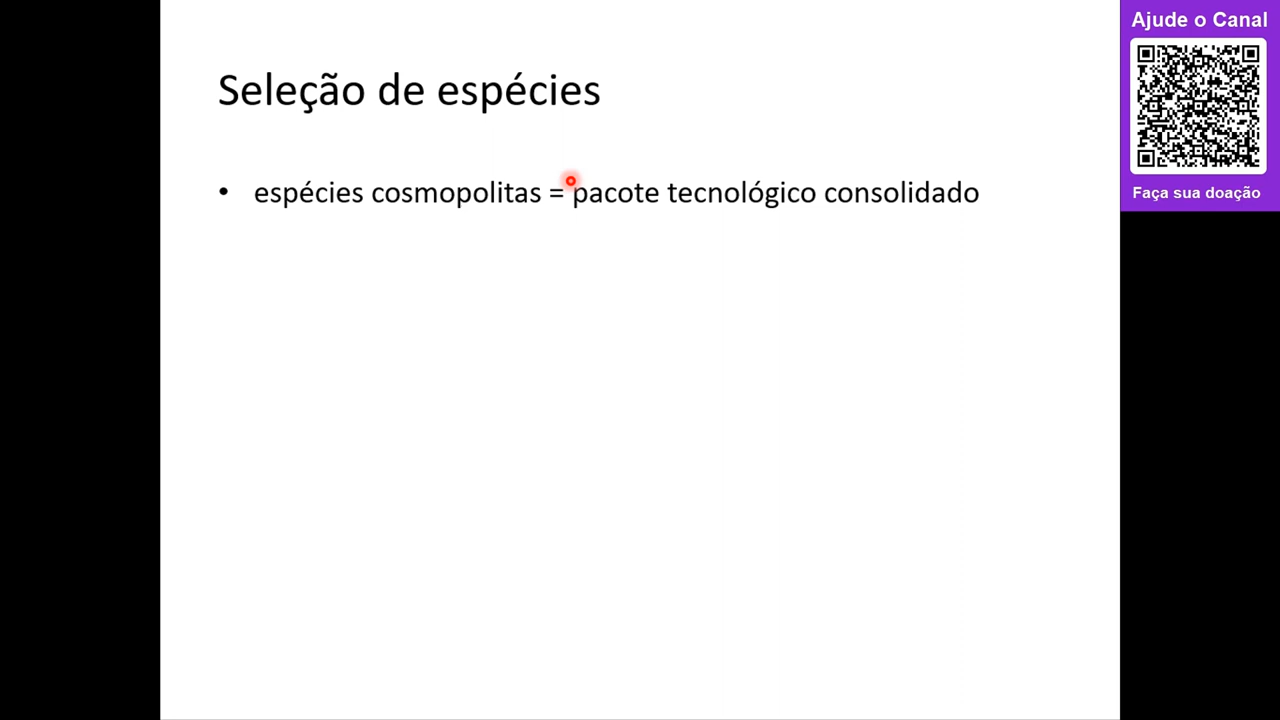 Seleção de espécies
• espécies cosmopolitas = pacote tecnológico consolidado
Ajude o Canal
Faça sua doação